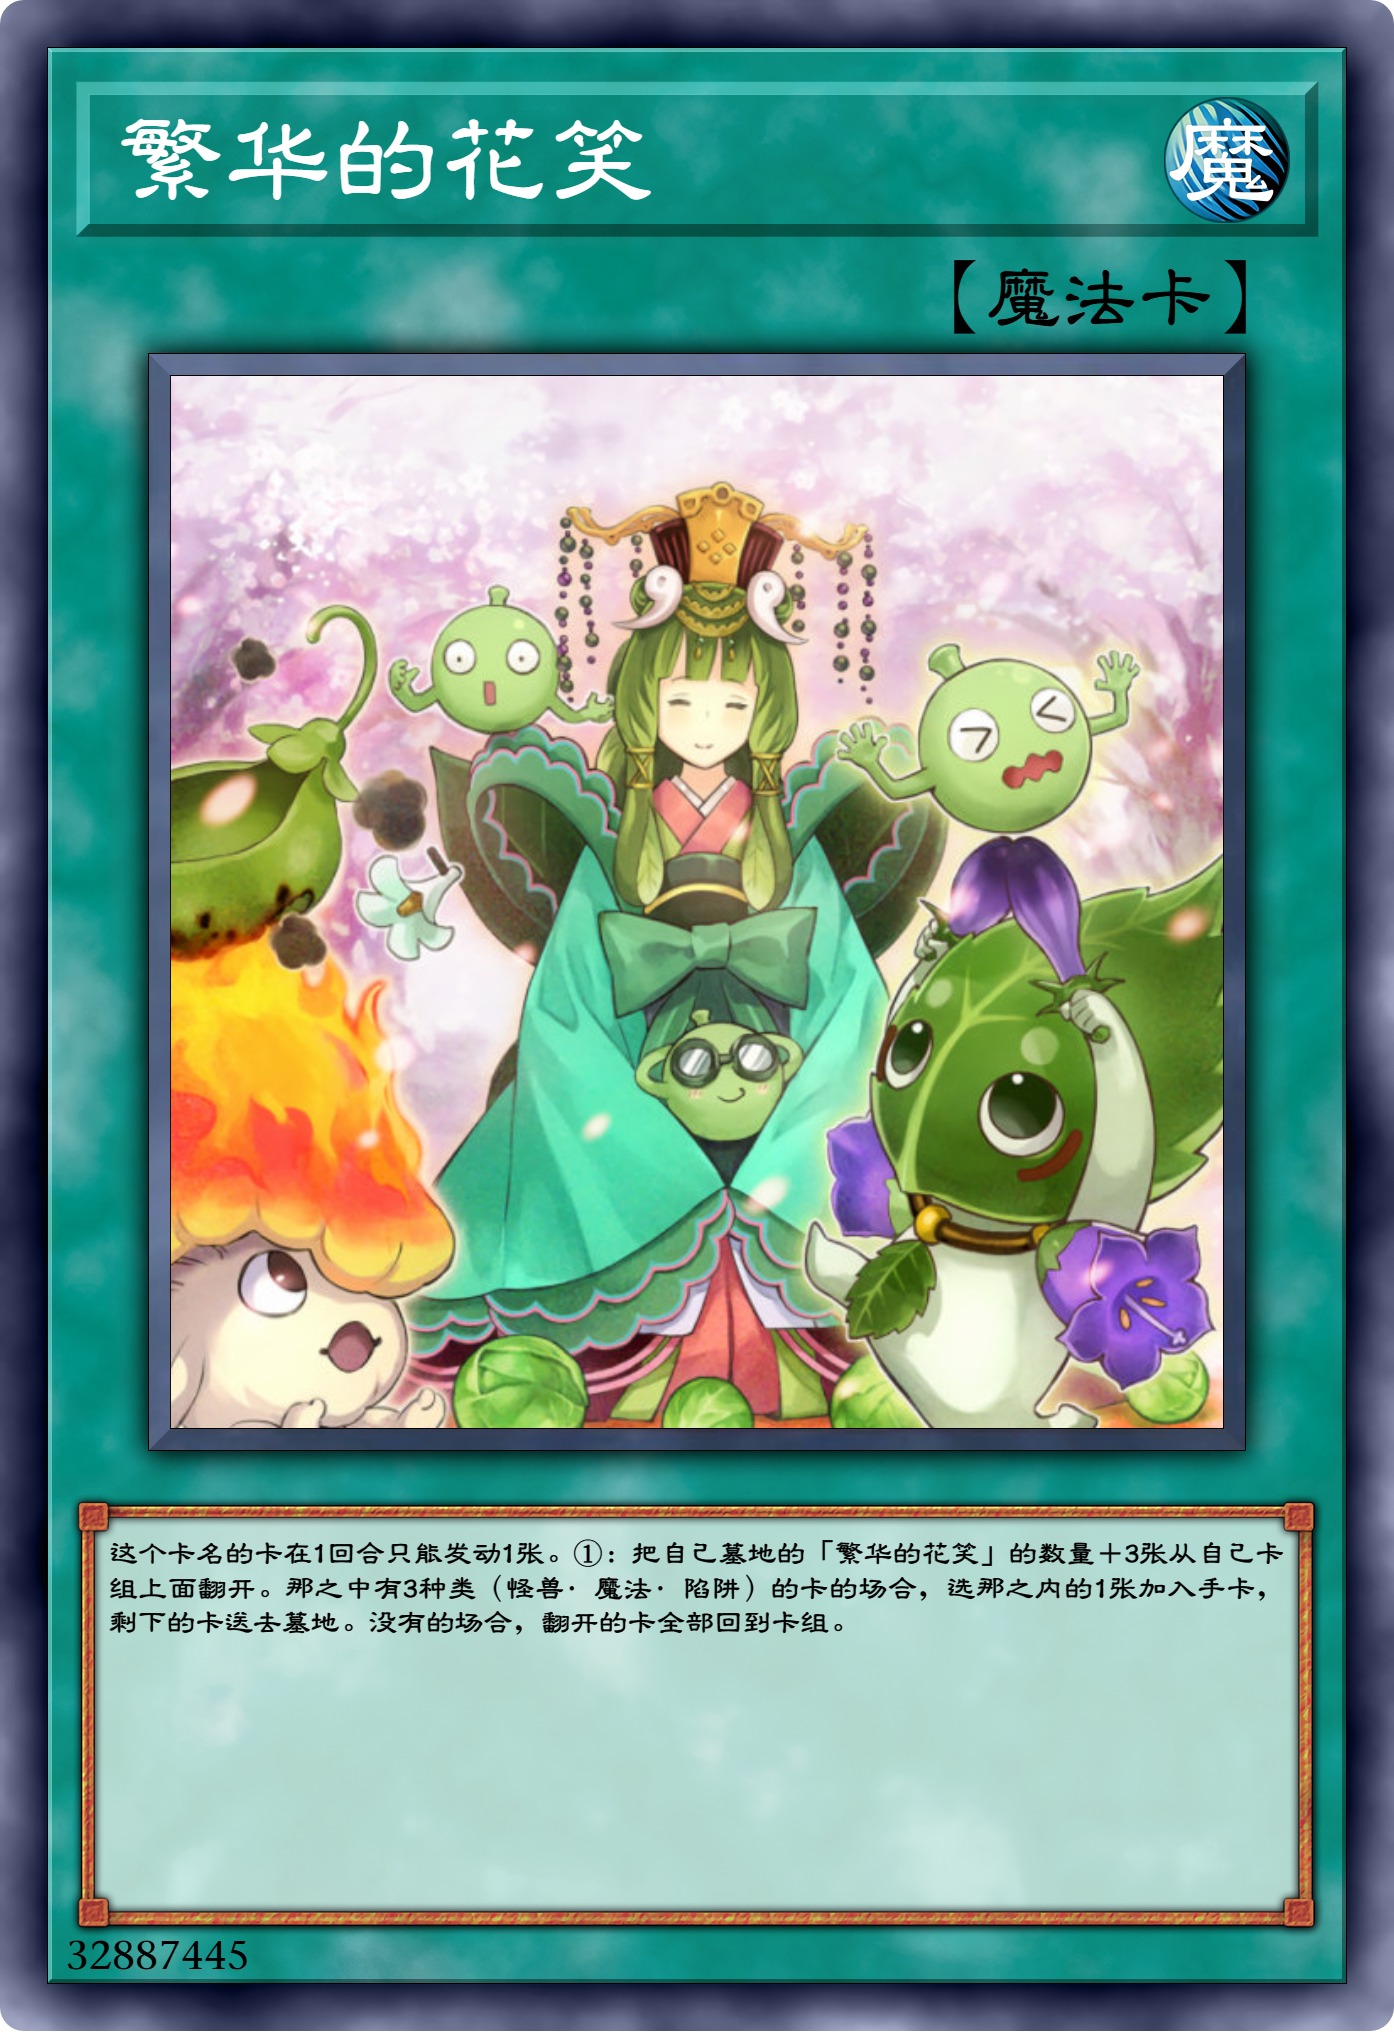 繁华的花笑
魔
【魔法卡】
这个卡名的卡在1回合只能发动1张。①：把自己墓地的「繁华的花笑」的数量＋3张从自己卡
组上面翻开。那之中有3种类（怪兽·魔法·陷阱）的卡的场合，选那之内的1张加入手卡，
剩下的卡送去墓地。没有的场合，翻开的卡全部回到卡组。
32887445